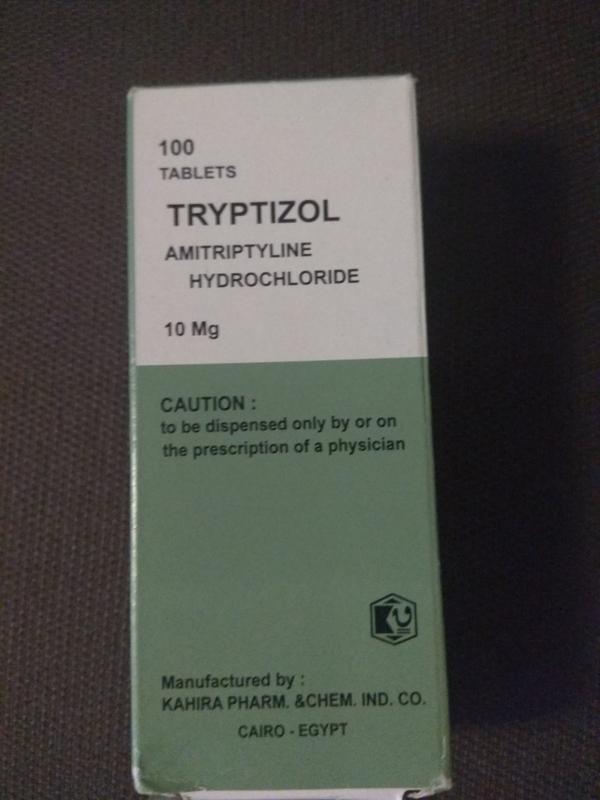 100
TABLETS
TRYPTIZOL
AMITRIPTYLINE
HYDROCHLORIDE
10 Mg
CAUTION :
to be dispensed only by or on
the prescription of a physician
Manufactured by :
KAHIRA PHARM. &CHEM. IND. CO.
CAIRO - EGYPT